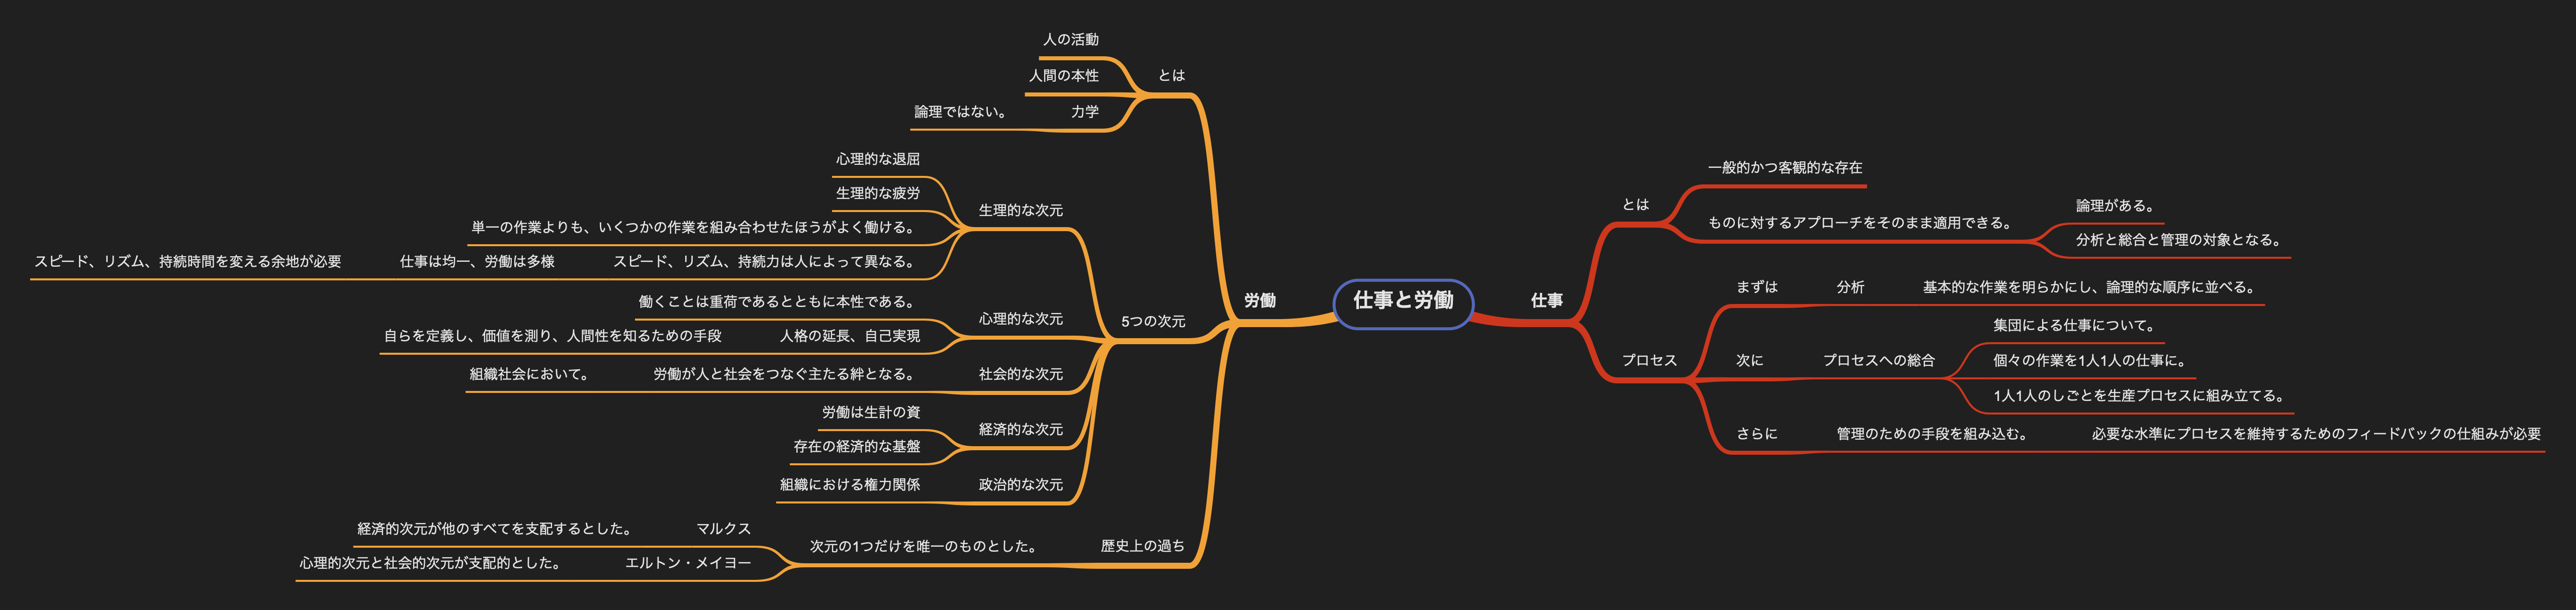 仕事と労働
労働
とは
人の活動
人間の本性
力学
論理ではない。
5つの次元
生理的な次元
心理的な退屈
生理的な疲労
単一の作業よりも、いくつかの作業を組み合わせたほうがよく働ける。
スピード、リズム、持続力は人によって異なる。
仕事は均一、労働は多様
スピード、リズム、持続時間を変える余地が必要
心理的な次元
働くことは重荷であるとともに本性である。
人格の延長、自己実現
自らを定義し、価値を測り、人間性を知るための手段
社会的な次元
労働が人と社会をつなぐ主たる絆となる。
組織社会において。
経済的な次元
労働は生計の資
存在の経済的な基盤
政治的な次元
組織における権力関係
歴史上の過ち
次元の1つだけを唯一のものとした。
マルクス
経済的次元が他のすべてを支配するとした。
エルトン・メイヨー
心理的次元と社会的次元が支配的とした。
仕事
とは
一般的かつ客観的な存在
ものに対するアプローチをそのまま適用できる。
論理がある。
分析と総合と管理の対象となる。
プロセス
まずは
分析
基本的な作業を明らかにし、論理的な順序に並べる。
次に
プロセスへの総合
集団による仕事について。
個々の作業を1人1人の仕事に。
1人1人のしごとを生産プロセスに組み立てる。
さらに
管理のための手段を組み込む。
必要な水準にプロセスを維持するためのフィードバックの仕組みが必要